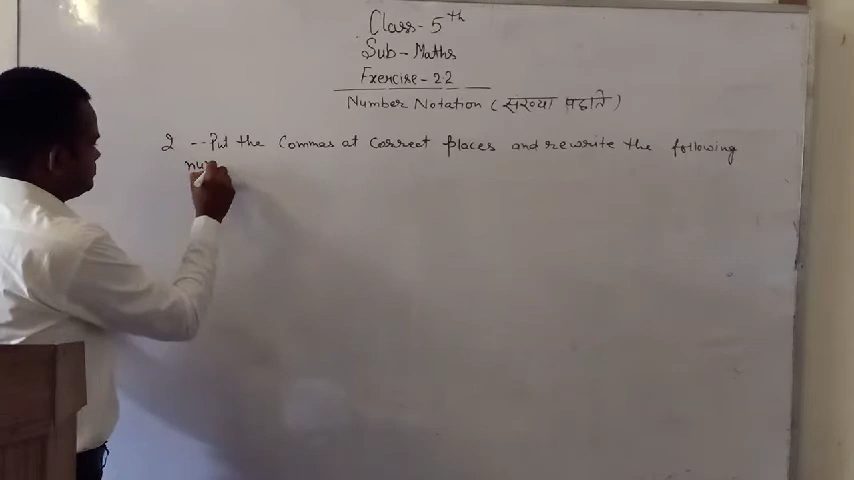 Class - 5th
Sub - Maths
Exercise - 22
Number Notation (संख्या पद्धति)
2 -- Put the Commas at correct places and rewrite the following
nu